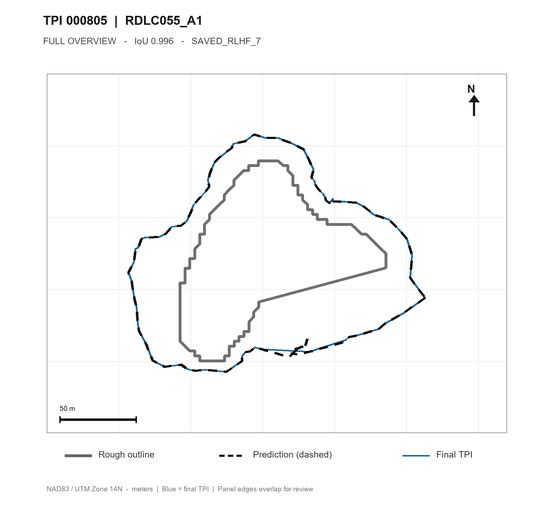 TPI 000805 | RDLC055_A1
FULL OVERVIEW - IoU 0.996 - SAVED_RLHF_7
N
50 m
Rough outline
Prediction (dashed)
Final TPI
NAD83 / UTM Zone 14N - meters | Blue = final TPI | Panel edges overlap for review